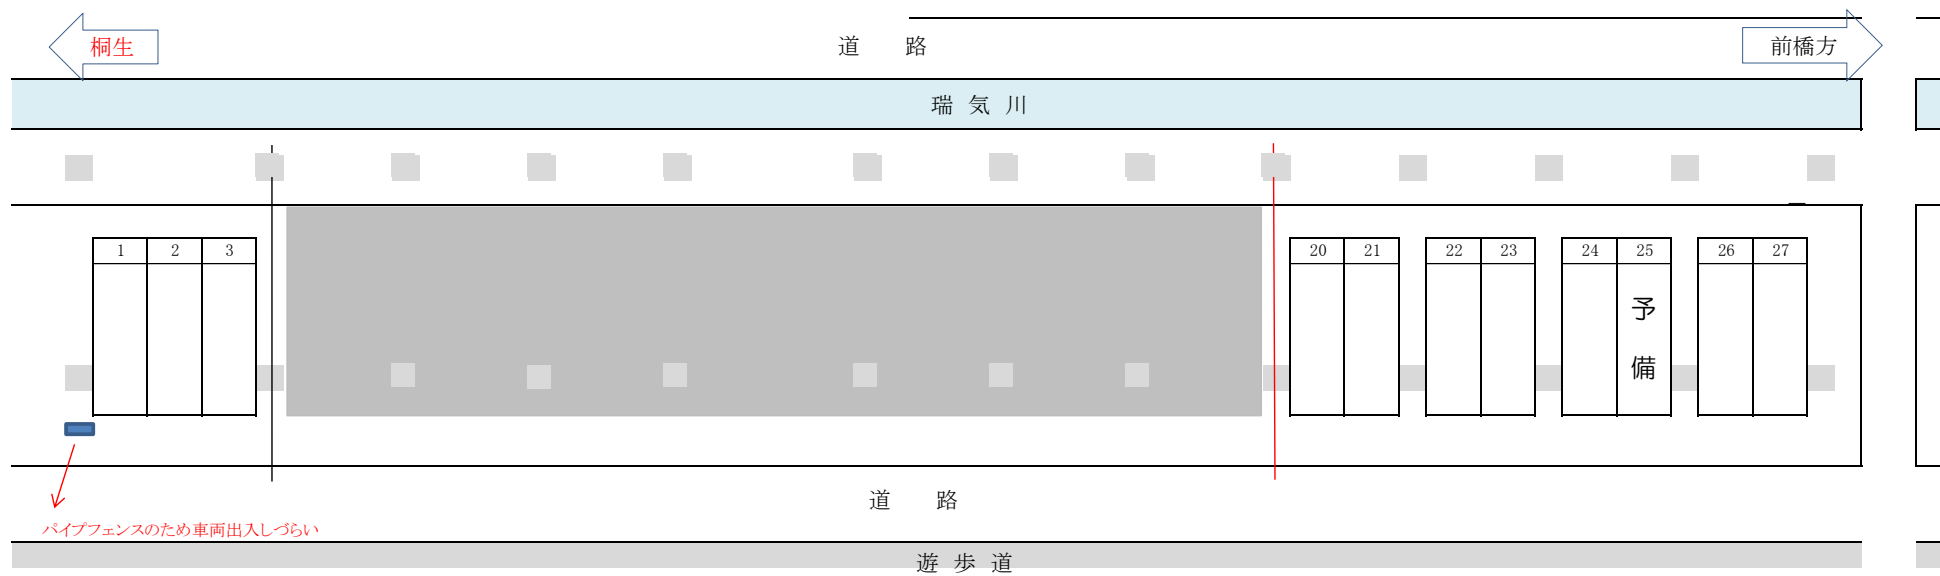 桐生
道　路
前橋方
瑞気川
1 2 3
20 21 22 23 24 25 26 27
予
備
道　路
パイプフェンスのため車両出入しづらい
遊歩道